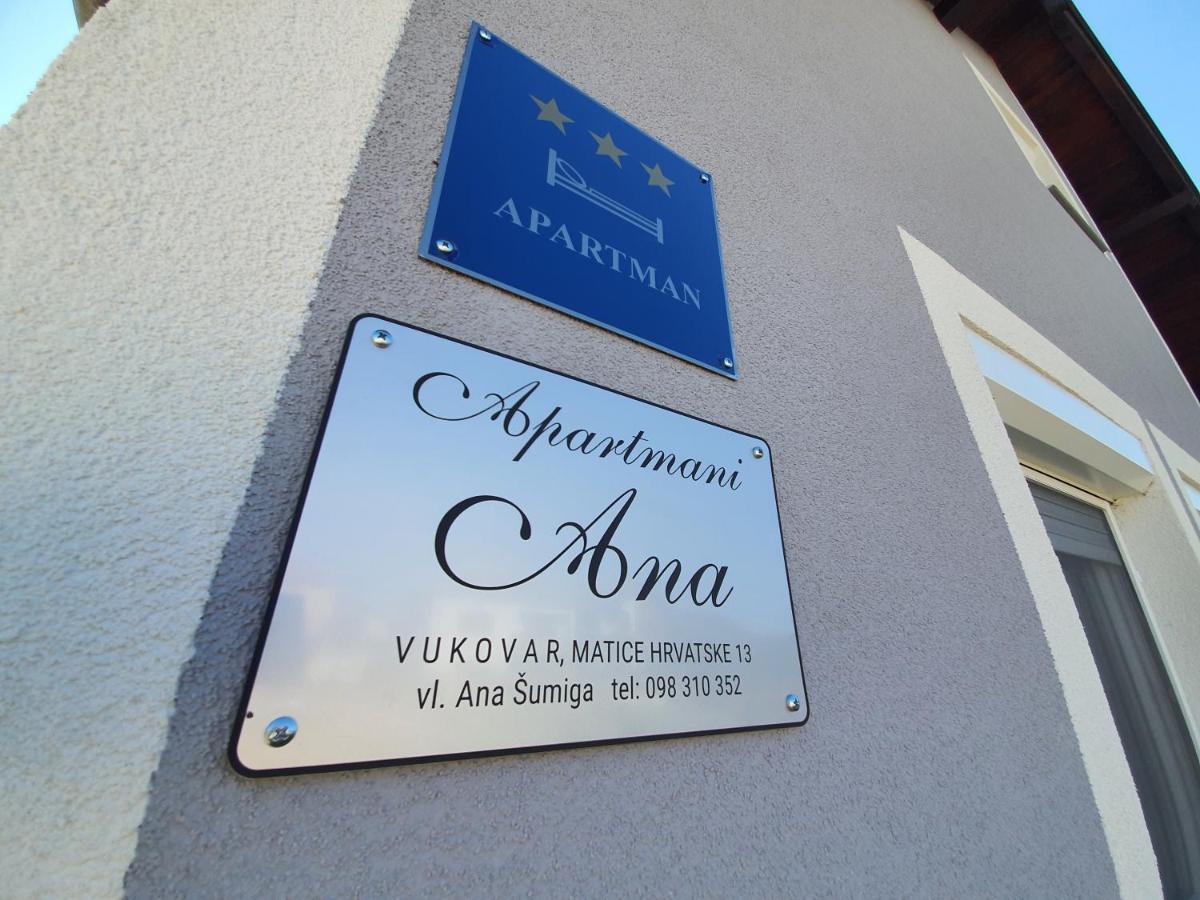 APARTMAN
Apartmani
Ana
VUKOVAR, MATICE HRVATSKE 13
vl. Ana Šumiga tel: 098 310 352